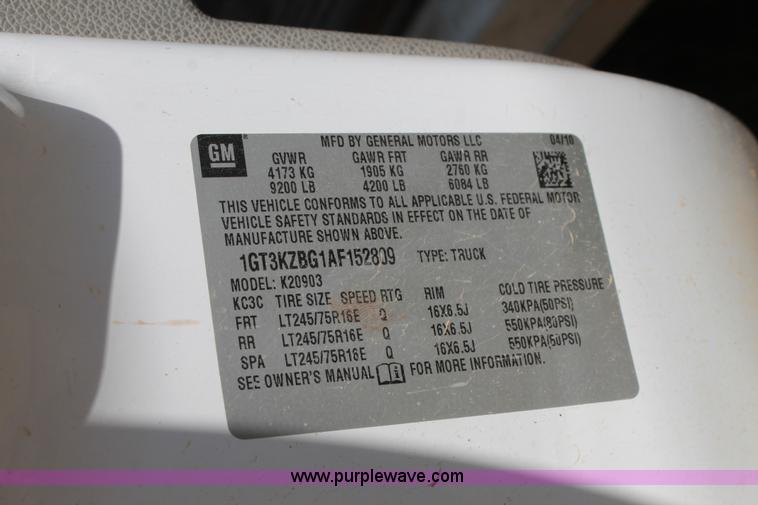 GM
MFD BY GENERAL MOTORS LLC 04/10
GVWR GAWR FRT GAWR RR
4173 KG 1905 KG 2760 KG
9200 LB 4200 LB 6084 LB
THIS VEHICLE CONFORMS TO ALL APPLICABLE U.S. FEDERAL MOTOR
VEHICLE SAFETY STANDARDS IN EFFECT ON THE DATE OF
MANUFACTURE SHOWN ABOVE.
1GT3KZBG1AF152809 TYPE: TRUCK
MODEL: K20903
KC3C TIRE SIZE SPEED RTG RIM COLD TIRE PRESSURE
FRT LT245/75R16E Q 16X6.5J 340KPA(50PSI)
RR LT245/75R16E Q 16X6.5J 550KPA(80PSI)
SPA LT245/75R16E Q 16X6.5J
SEE OWNER'S MANUAL FOR MORE INFORMATION.
www.purplewave.com